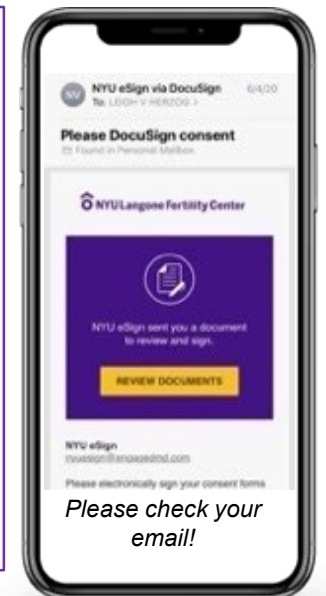 NV
NYU eSign via DocuSign 6/4/20
To: LEIGH V HERZOG >
Please DocuSign consent
Found in Personal Mailbox
NYU Langone Fertility Center
NYU eSign sent you a document
to review and sign.
REVIEW DOCUMENTS
NYU eSign
nyuesign@engagedmd.com
Please electronically sign your consent forms
Please check your
email!